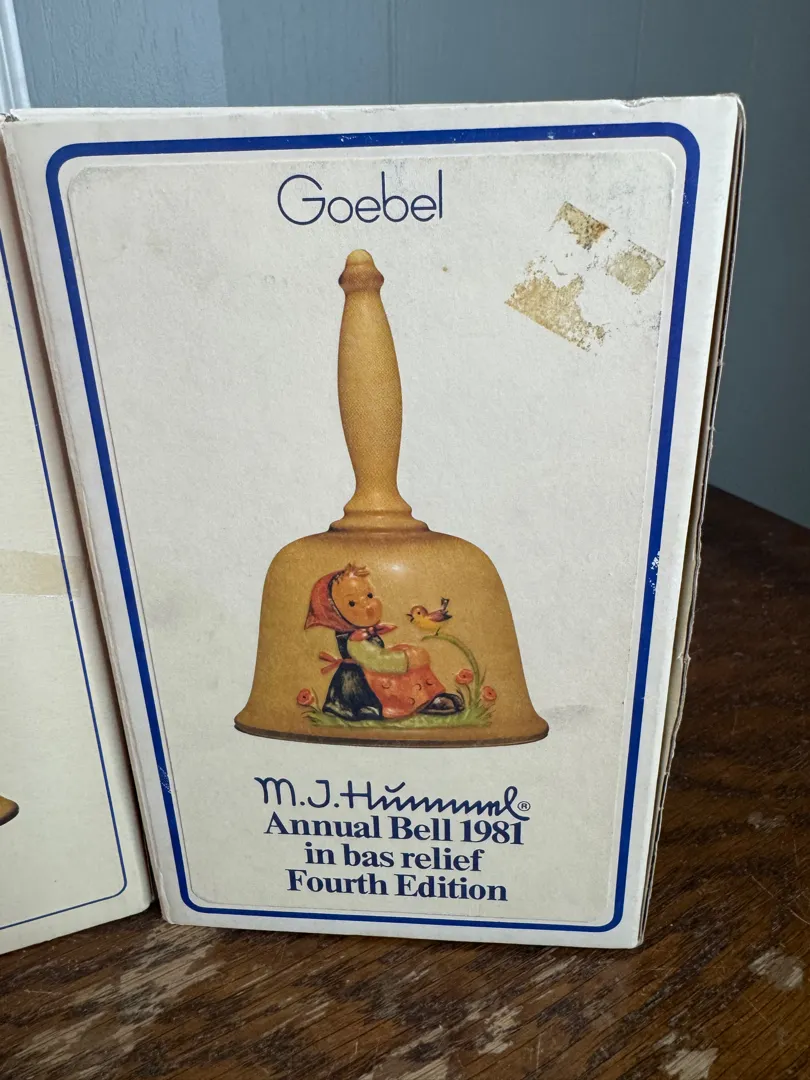 Goebel
M.J.Hummel®
Annual Bell 1981
in bas relief
Fourth Edition